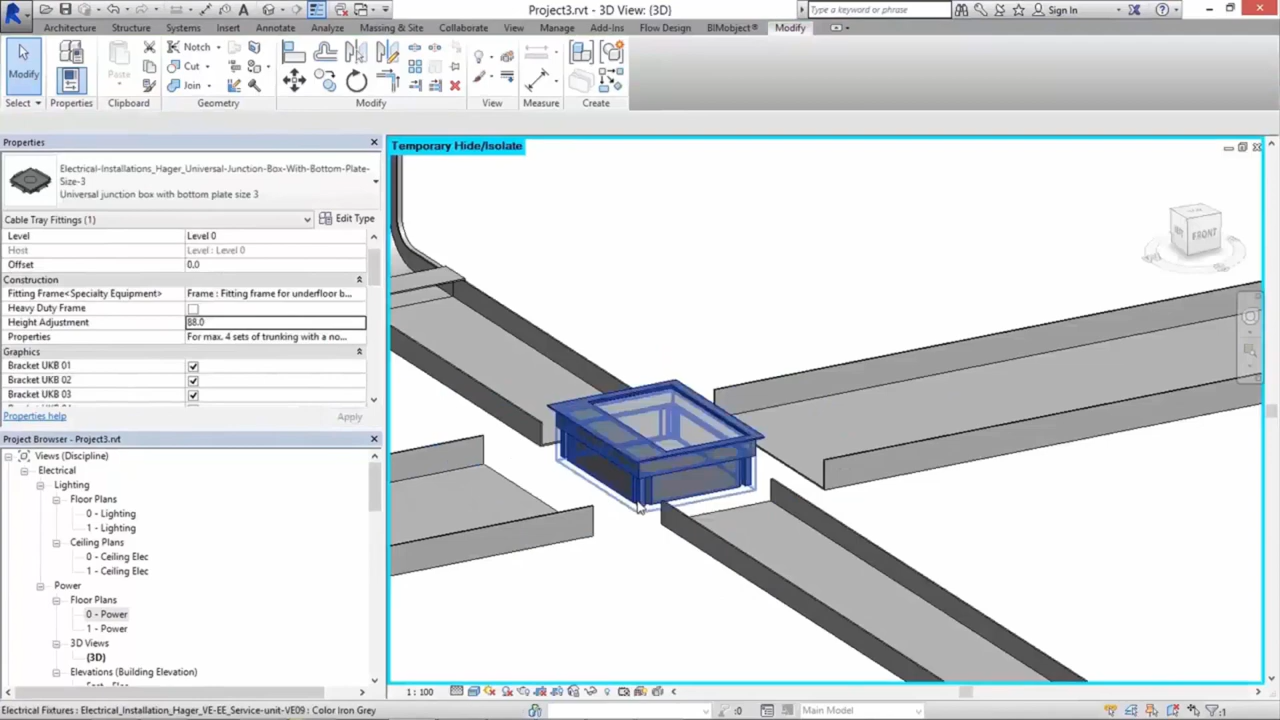 Project3.rvt - 3D View: {3D}
Type a keyword or phrase
Sign In
Architecture Structure Systems Insert Annotate Analyze Massing & Site Collaborate View Manage Add-Ins Flow Design BIMobject® Modify
Modify
Paste
Notch
Cut
Join
Select Properties Clipboard Geometry Modify View Measure Create
Properties
Temporary Hide/Isolate
Electrical-Installations_Hager_Universal-Junction-Box-With-Bottom-Plate-
Size-3
Universal junction box with bottom plate size 3
Cable Tray Fittings (1)
Edit Type
Level Level 0
Host Level : Level 0
Offset 0.0
Construction
Fitting Frame<Specialty Equipment> Frame : Fitting frame for underfloor b...
Heavy Duty Frame
Height Adjustment 88.0
Properties For max. 4 sets of trunking with a no...
Graphics
Bracket UKB 01
Bracket UKB 02
Bracket UKB 03
Properties help
Apply
FRONT
Project Browser - Project3.rvt
Views (Discipline)
Electrical
Lighting
Floor Plans
0 - Lighting
1 - Lighting
Ceiling Plans
0 - Ceiling Elec
1 - Ceiling Elec
Power
Floor Plans
0 - Power
1 - Power
3D Views
{3D}
Elevations (Building Elevation)
1 : 100
Electrical Fixtures : Electrical_Installation_Hager_VE-EE_Service-unit-VE09 : Color Iron Grey
:0
Main Model
:1